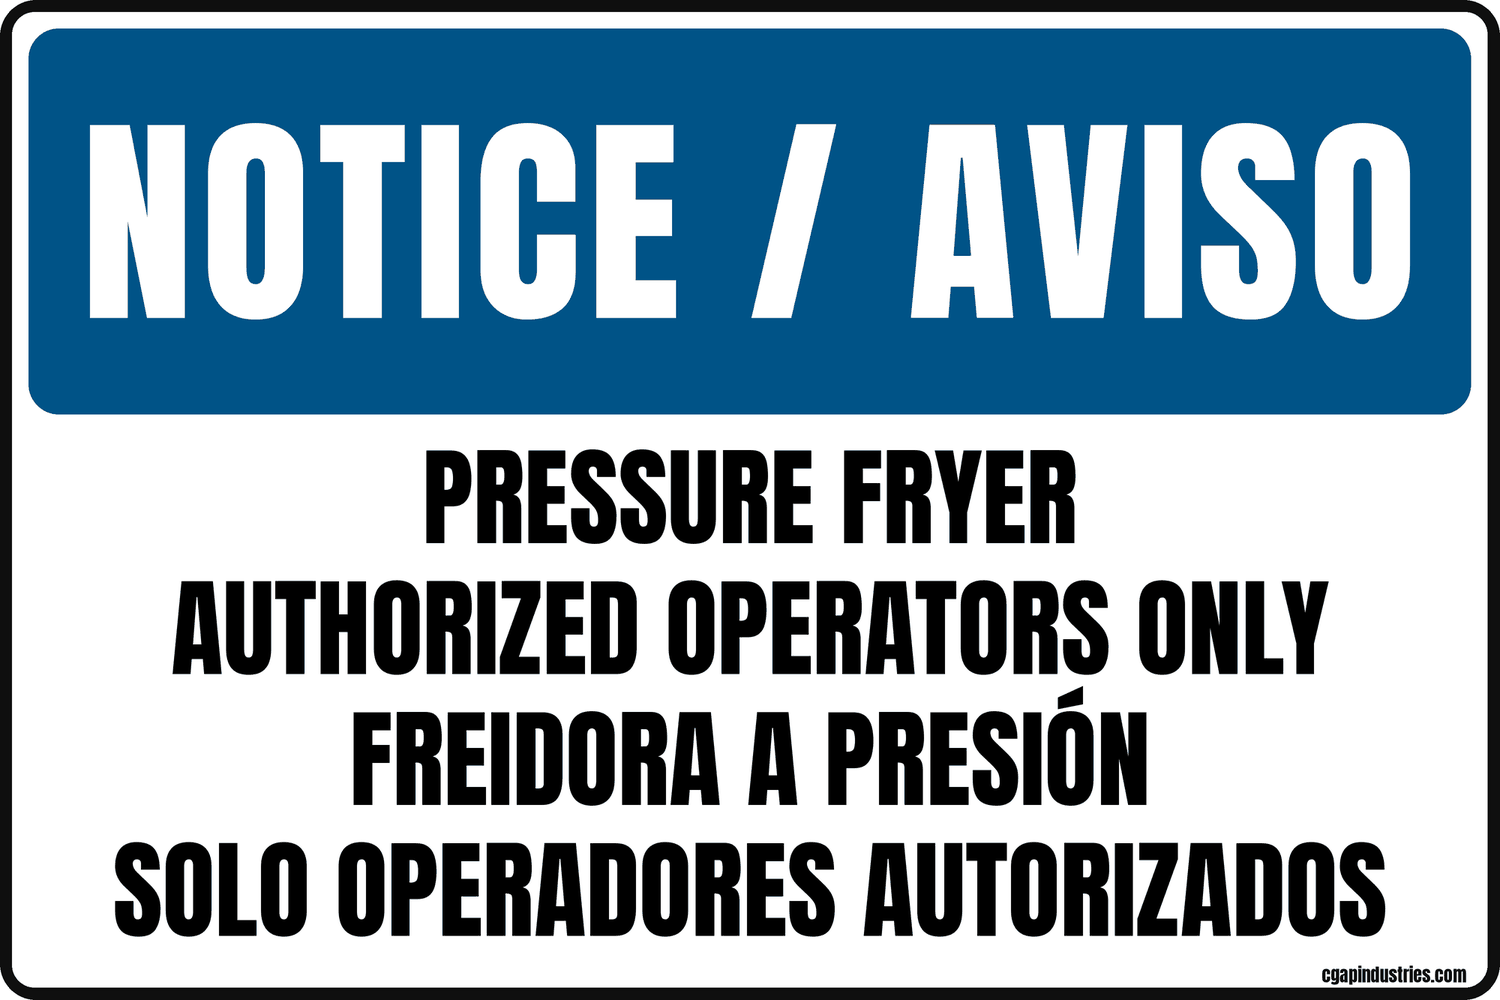 NOTICE / AVISO
PRESSURE FRYER
AUTHORIZED OPERATORS ONLY
FREIDORA A PRESIÓN
SOLO OPERADORES AUTORIZADOS
cgapindustries.com